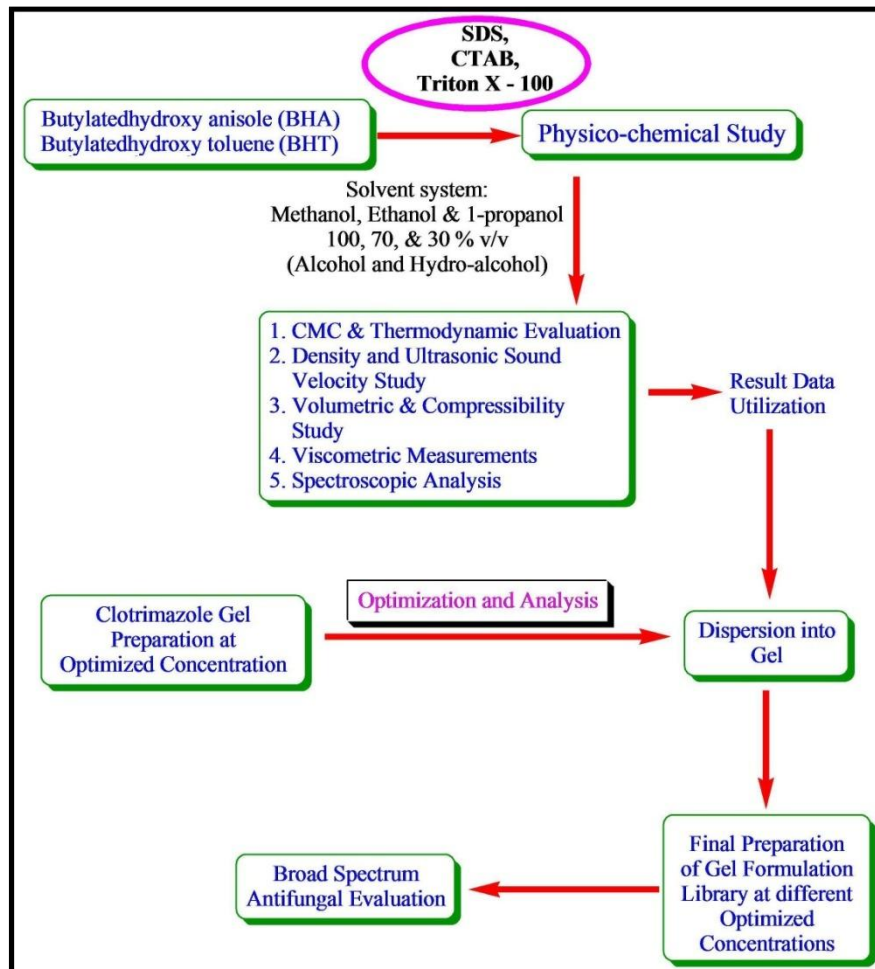 SDS,
CTAB,
Triton X - 100
Butylatedhydroxy anisole (BHA)
Butylatedhydroxy toluene (BHT)
Physico-chemical Study
Solvent system:
Methanol, Ethanol & 1-propanol
100, 70, & 30 % v/v
(Alcohol and Hydro-alcohol)
1. CMC & Thermodynamic Evaluation
2. Density and Ultrasonic Sound
Velocity Study
3. Volumetric & Compressibility
Study
4. Viscometric Measurements
5. Spectroscopic Analysis
Result Data
Utilization
Clotrimazole Gel
Preparation at
Optimized Concentration
Optimization and Analysis
Dispersion into
Gel
Final Preparation
of Gel Formulation
Library at different
Optimized
Concentrations
Broad Spectrum
Antifungal Evaluation